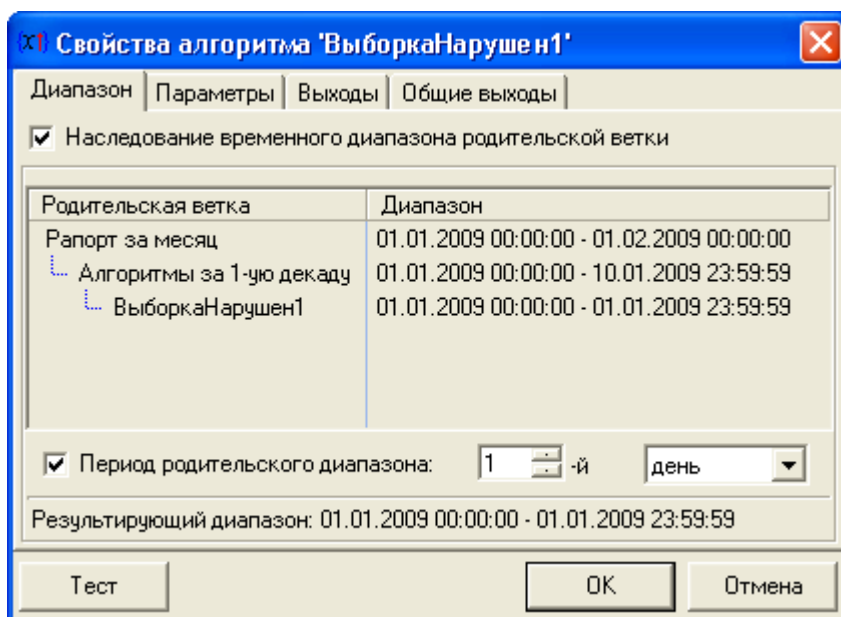 Свойства алгоритма 'ВыборкаНарушен1'
Диапазон Параметры Выходы Общие выходы
Наследование временного диапазона родительской ветки
Родительская ветка Диапазон
Рапорт за месяц 01.01.2009 00:00:00 - 01.02.2009 00:00:00
Алгоритмы за 1-ую декаду 01.01.2009 00:00:00 - 10.01.2009 23:59:59
ВыборкаНарушен1 01.01.2009 00:00:00 - 01.01.2009 23:59:59
Период родительского диапазона: 1 -й день
Результирующий диапазон: 01.01.2009 00:00:00 - 01.01.2009 23:59:59
Тест OK Отмена